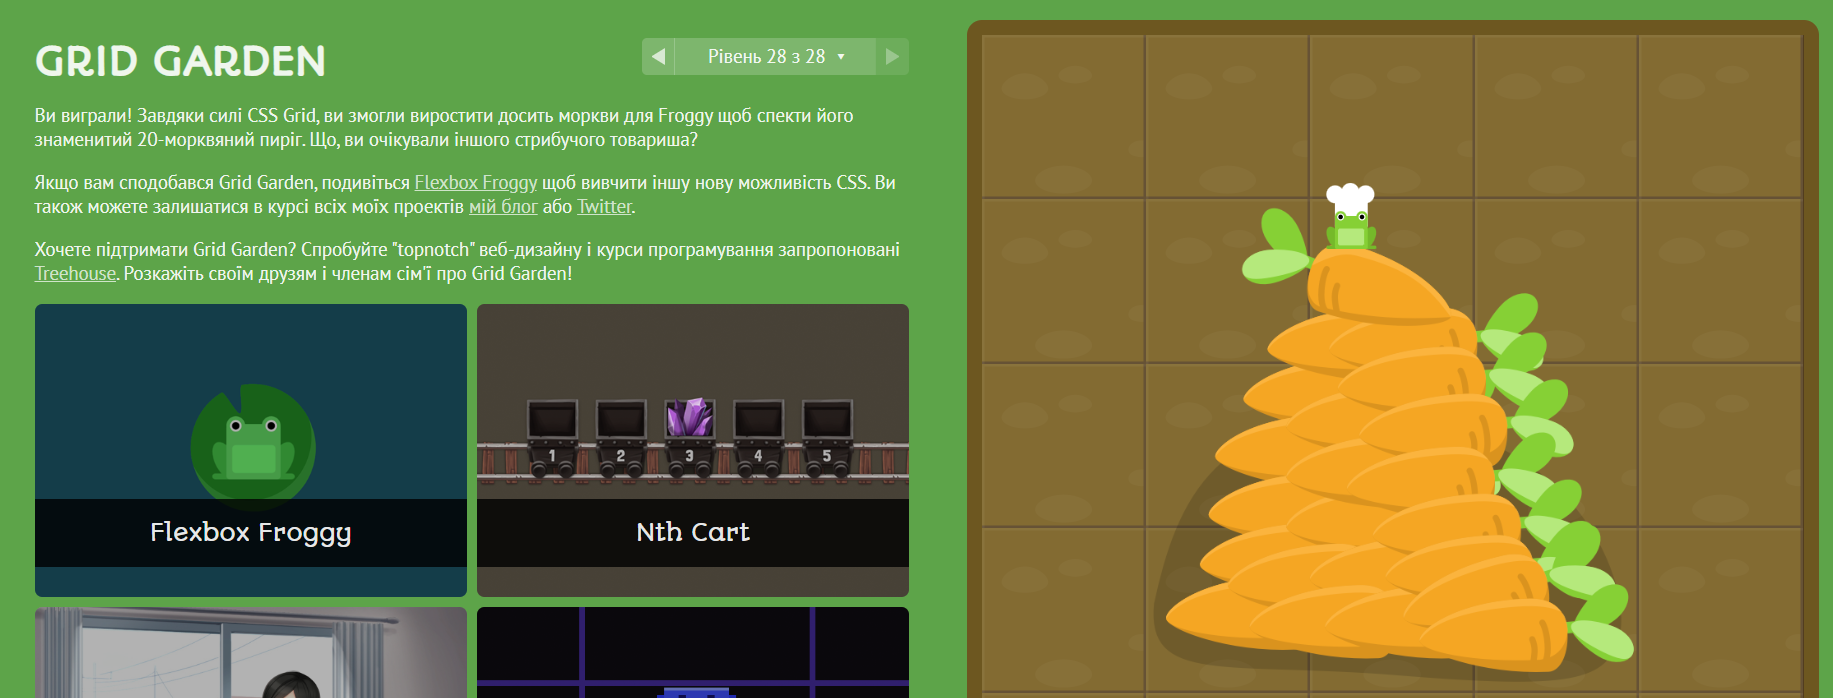 GRID GARDEN
Рівень 28 з 28
Ви виграли! Завдяки силі CSS Grid, ви змогли виростити досить моркви для Froggy щоб спекти його
знаменитий 20-морквяний пиріг. Що, ви очікували іншого стрибучого товариша?
Якщо вам сподобався Grid Garden, подивіться Flexbox Froggy щоб вивчити іншу нову можливість CSS. Ви
також можете залишатися в курсі всіх моїх проектів мій блог або Twitter.
Хочете підтримати Grid Garden? Спробуйте "topnotch" веб-дизайну і курси програмування запропоновані
Treehouse. Розкажіть своїм друзям і членам сім'ї про Grid Garden!
1 2 3 4 5
Flexbox Froggy
Nth Cart